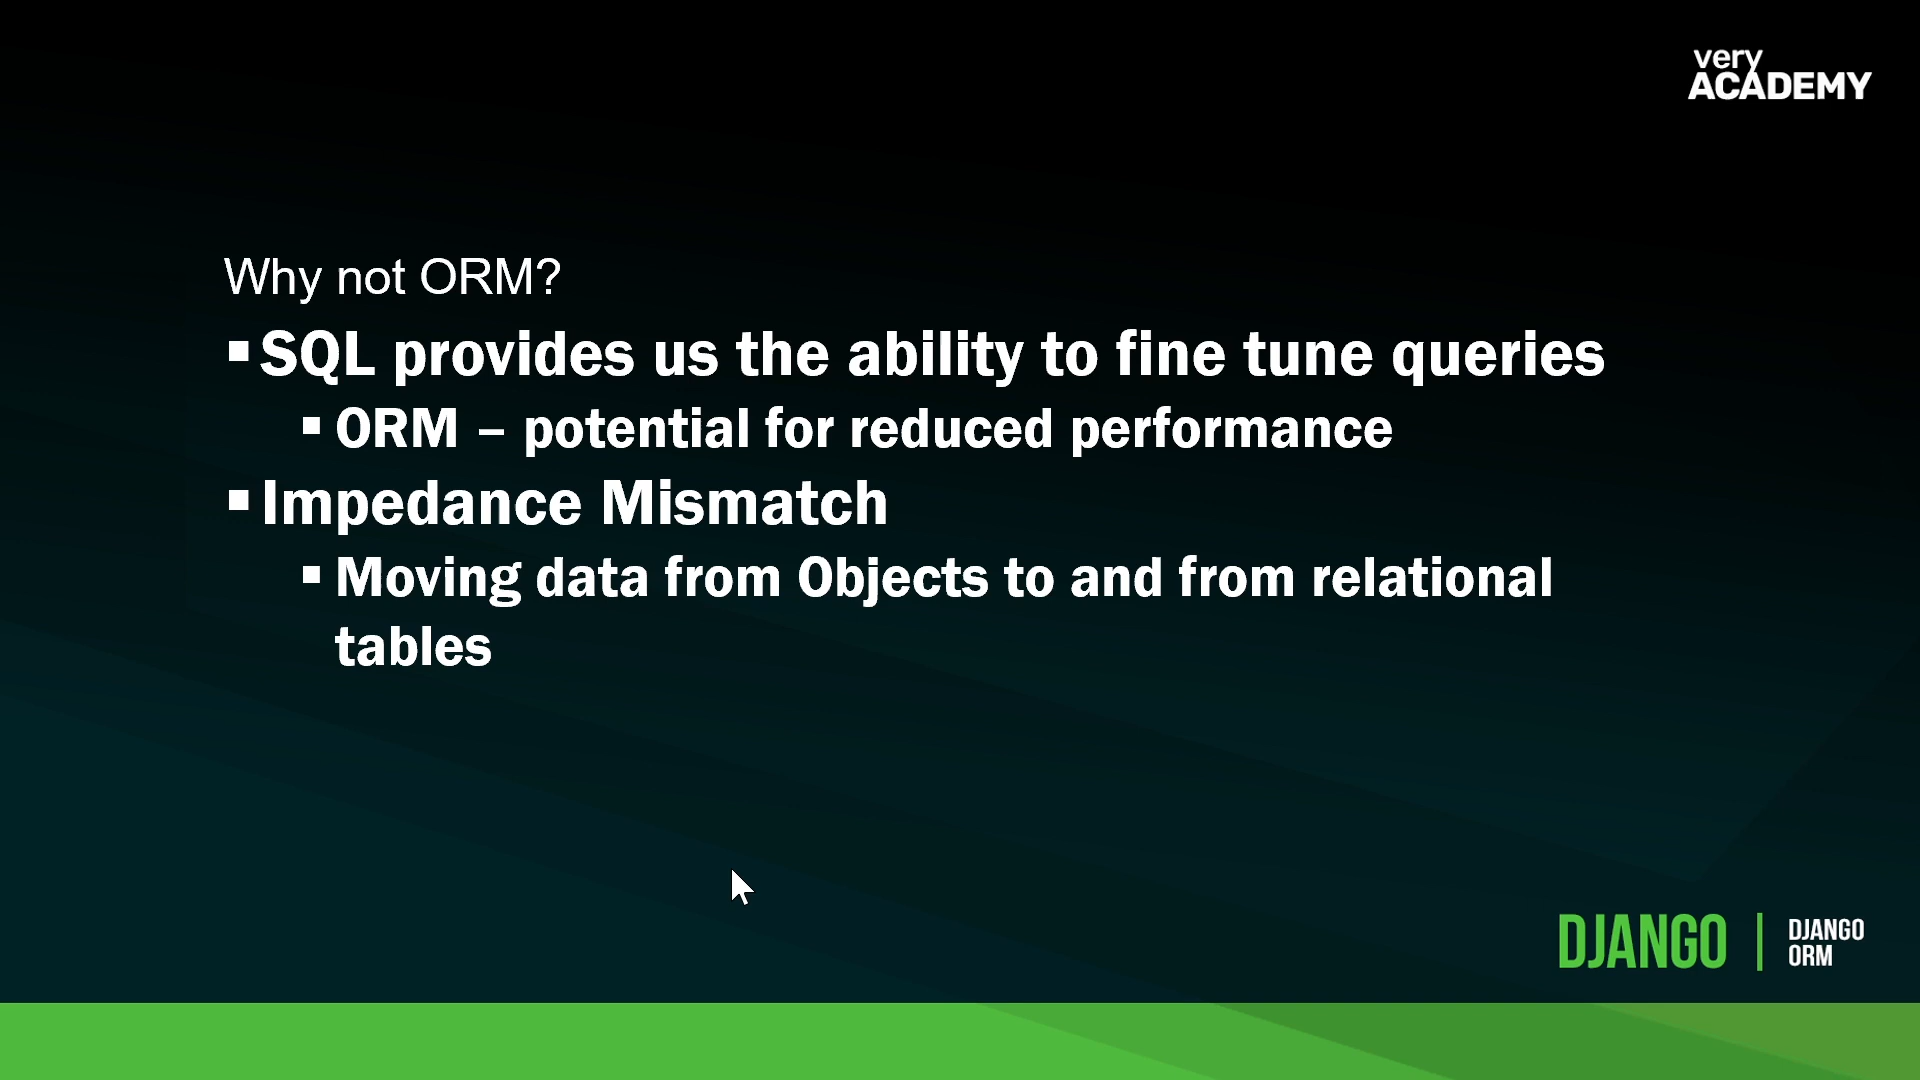 very
ACADEMY
Why not ORM?
▪ SQL provides us the ability to fine tune queries
▪ ORM – potential for reduced performance
▪ Impedance Mismatch
▪ Moving data from Objects to and from relational
tables
DJANGO | DJANGO
ORM